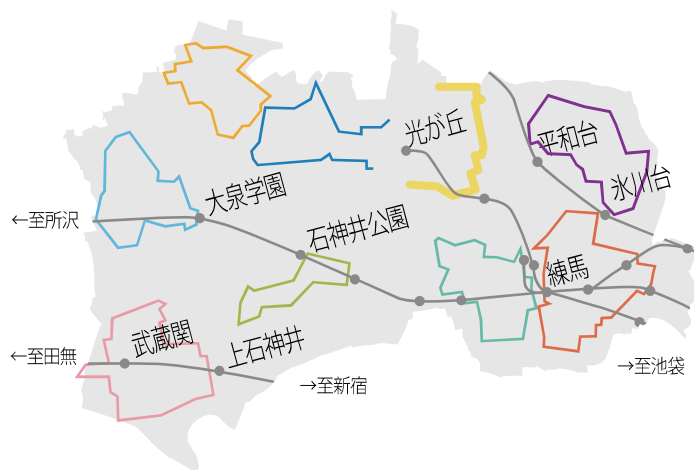 光が丘
平和台
氷川台
大泉学園
←至所沢
石神井公園
練馬
武蔵関
上石神井
←至田無
→至池袋
→至新宿